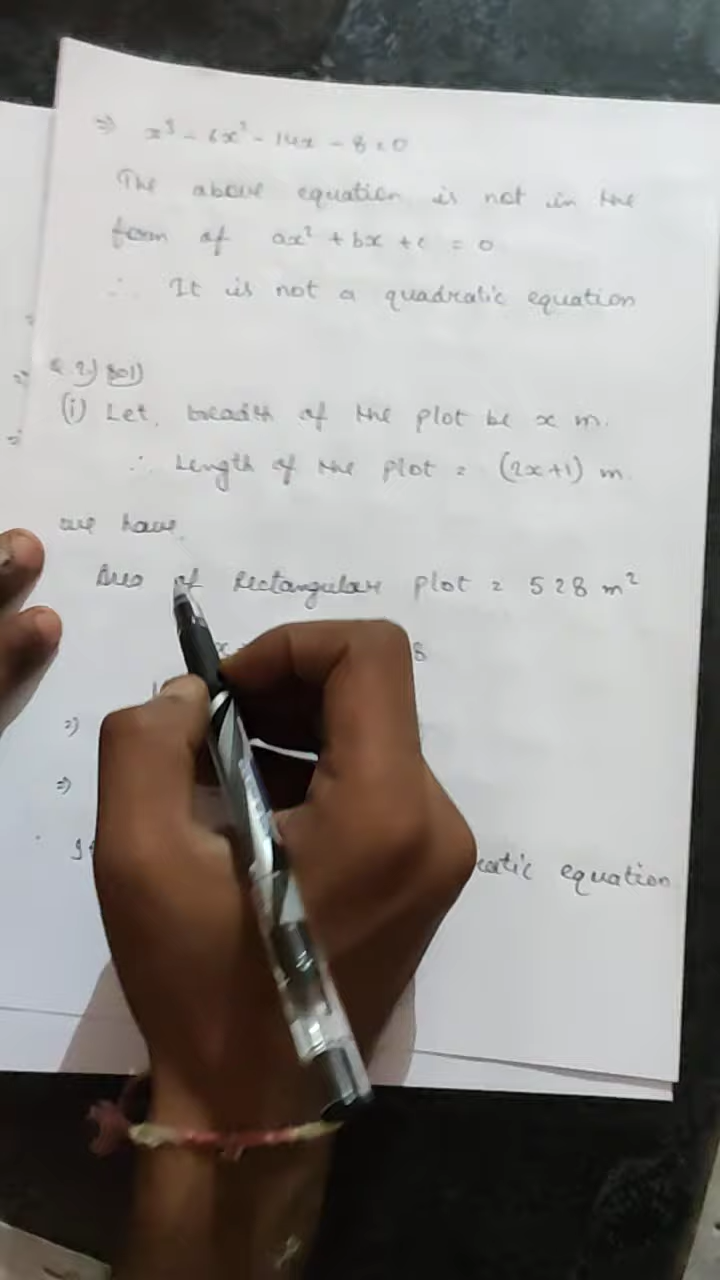 ⇒ x³ - 6x² - 14x - 8 = 0
The above equation is not in the
form of ax² + bx + c = 0
∴ It is not a quadratic equation
2) sol)
(i) Let, breadth of the plot be x m.
∴ Length of the plot = (2x+1) m.
we have,
Area of Rectangular plot = 528 m²
8
⇒
⇒
equation